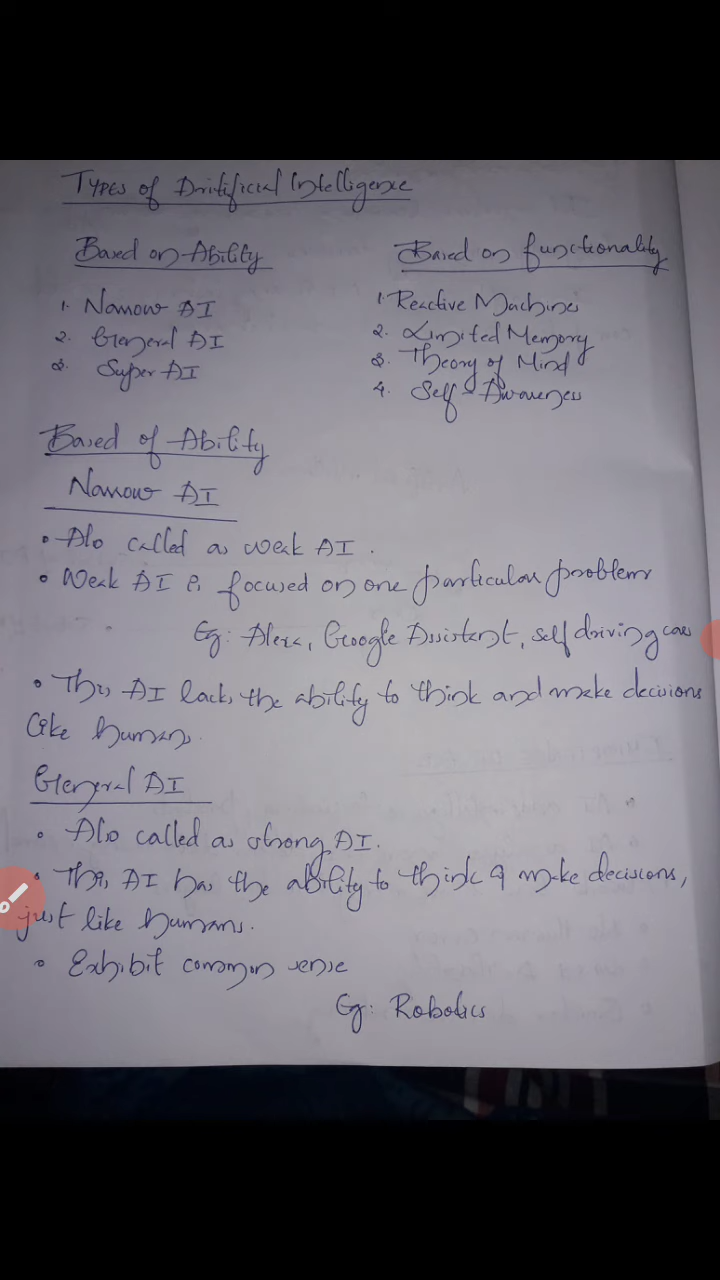 Types of Artificial Intelligence
Based on Ability
1. Narrow AI
2. General AI
3. Super AI
Based on functionality
1. Reactive Machines
2. Limited Memory
3. Theory of Mind
4. Self-Awareness
Based of Ability
Narrow AI
• Also called as weak AI.
• Weak AI is focused on one particular problem
Eg: Alexa, Google Assistent, self driving cars
• This AI lacks the ability to think and make decisions
like humans.
General AI
• Also called as strong AI.
• This AI has the ability to think & make decisions,
just like humans.
• Exhibit common sense
Eg: Robotics